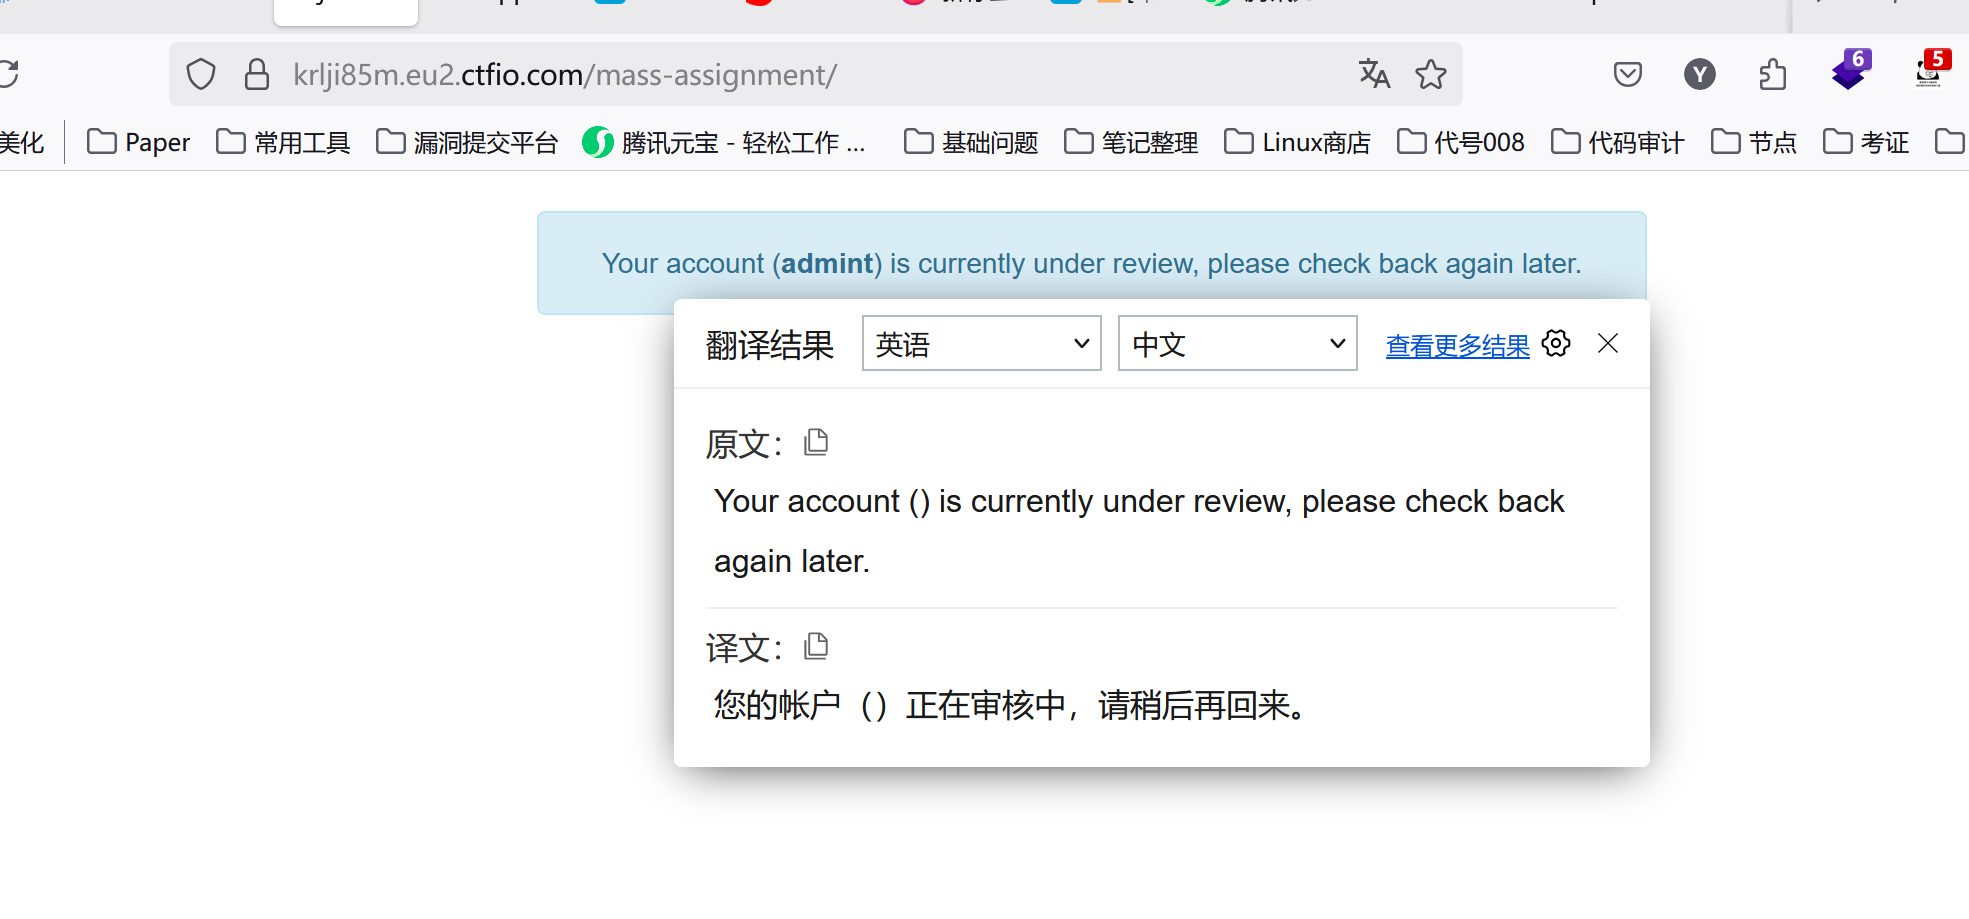 krlji85m.eu2.ctfio.com/mass-assignment/
Y
6
5
美化
Paper
常用工具
漏洞提交平台
腾讯元宝 - 轻松工作 ...
基础问题
笔记整理
Linux商店
代号008
代码审计
节点
考证
Your account (admint) is currently under review, please check back again later.
翻译结果
英语
中文
查看更多结果
原文：
Your account () is currently under review, please check back
again later.
译文：
您的帐户（）正在审核中，请稍后再回来。